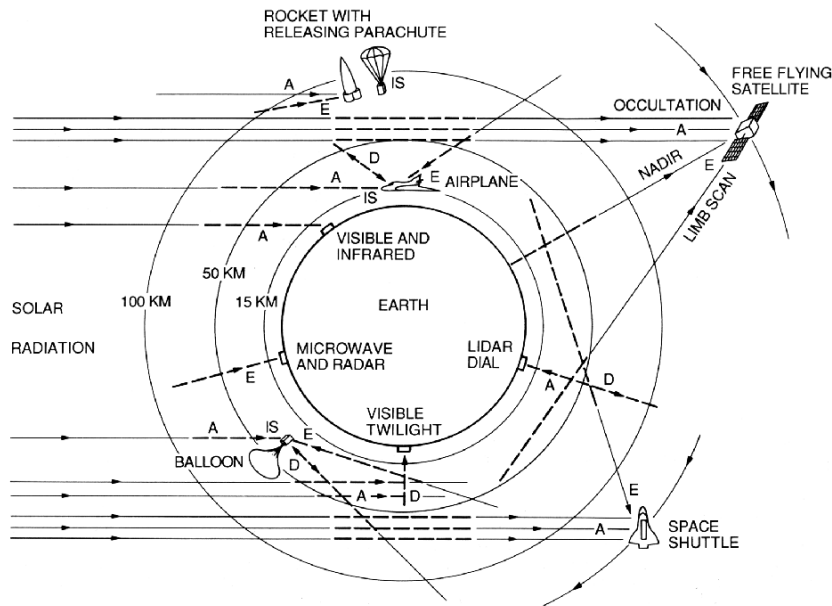 ROCKET WITH
RELEASING PARACHUTE
A
IS
E
FREE FLYING
SATELLITE
OCCULTATION
A
D
E
AIRPLANE
A
IS
E
NADIR
LIMB SCAN
A
VISIBLE AND
INFRARED
50 KM
100 KM
15 KM
EARTH
SOLAR
RADIATION
MICROWAVE
AND RADAR
E
LIDAR
DIAL
A
D
VISIBLE
TWILIGHT
A
IS
E
BALLOON
D
A
D
E
A
SPACE
SHUTTLE